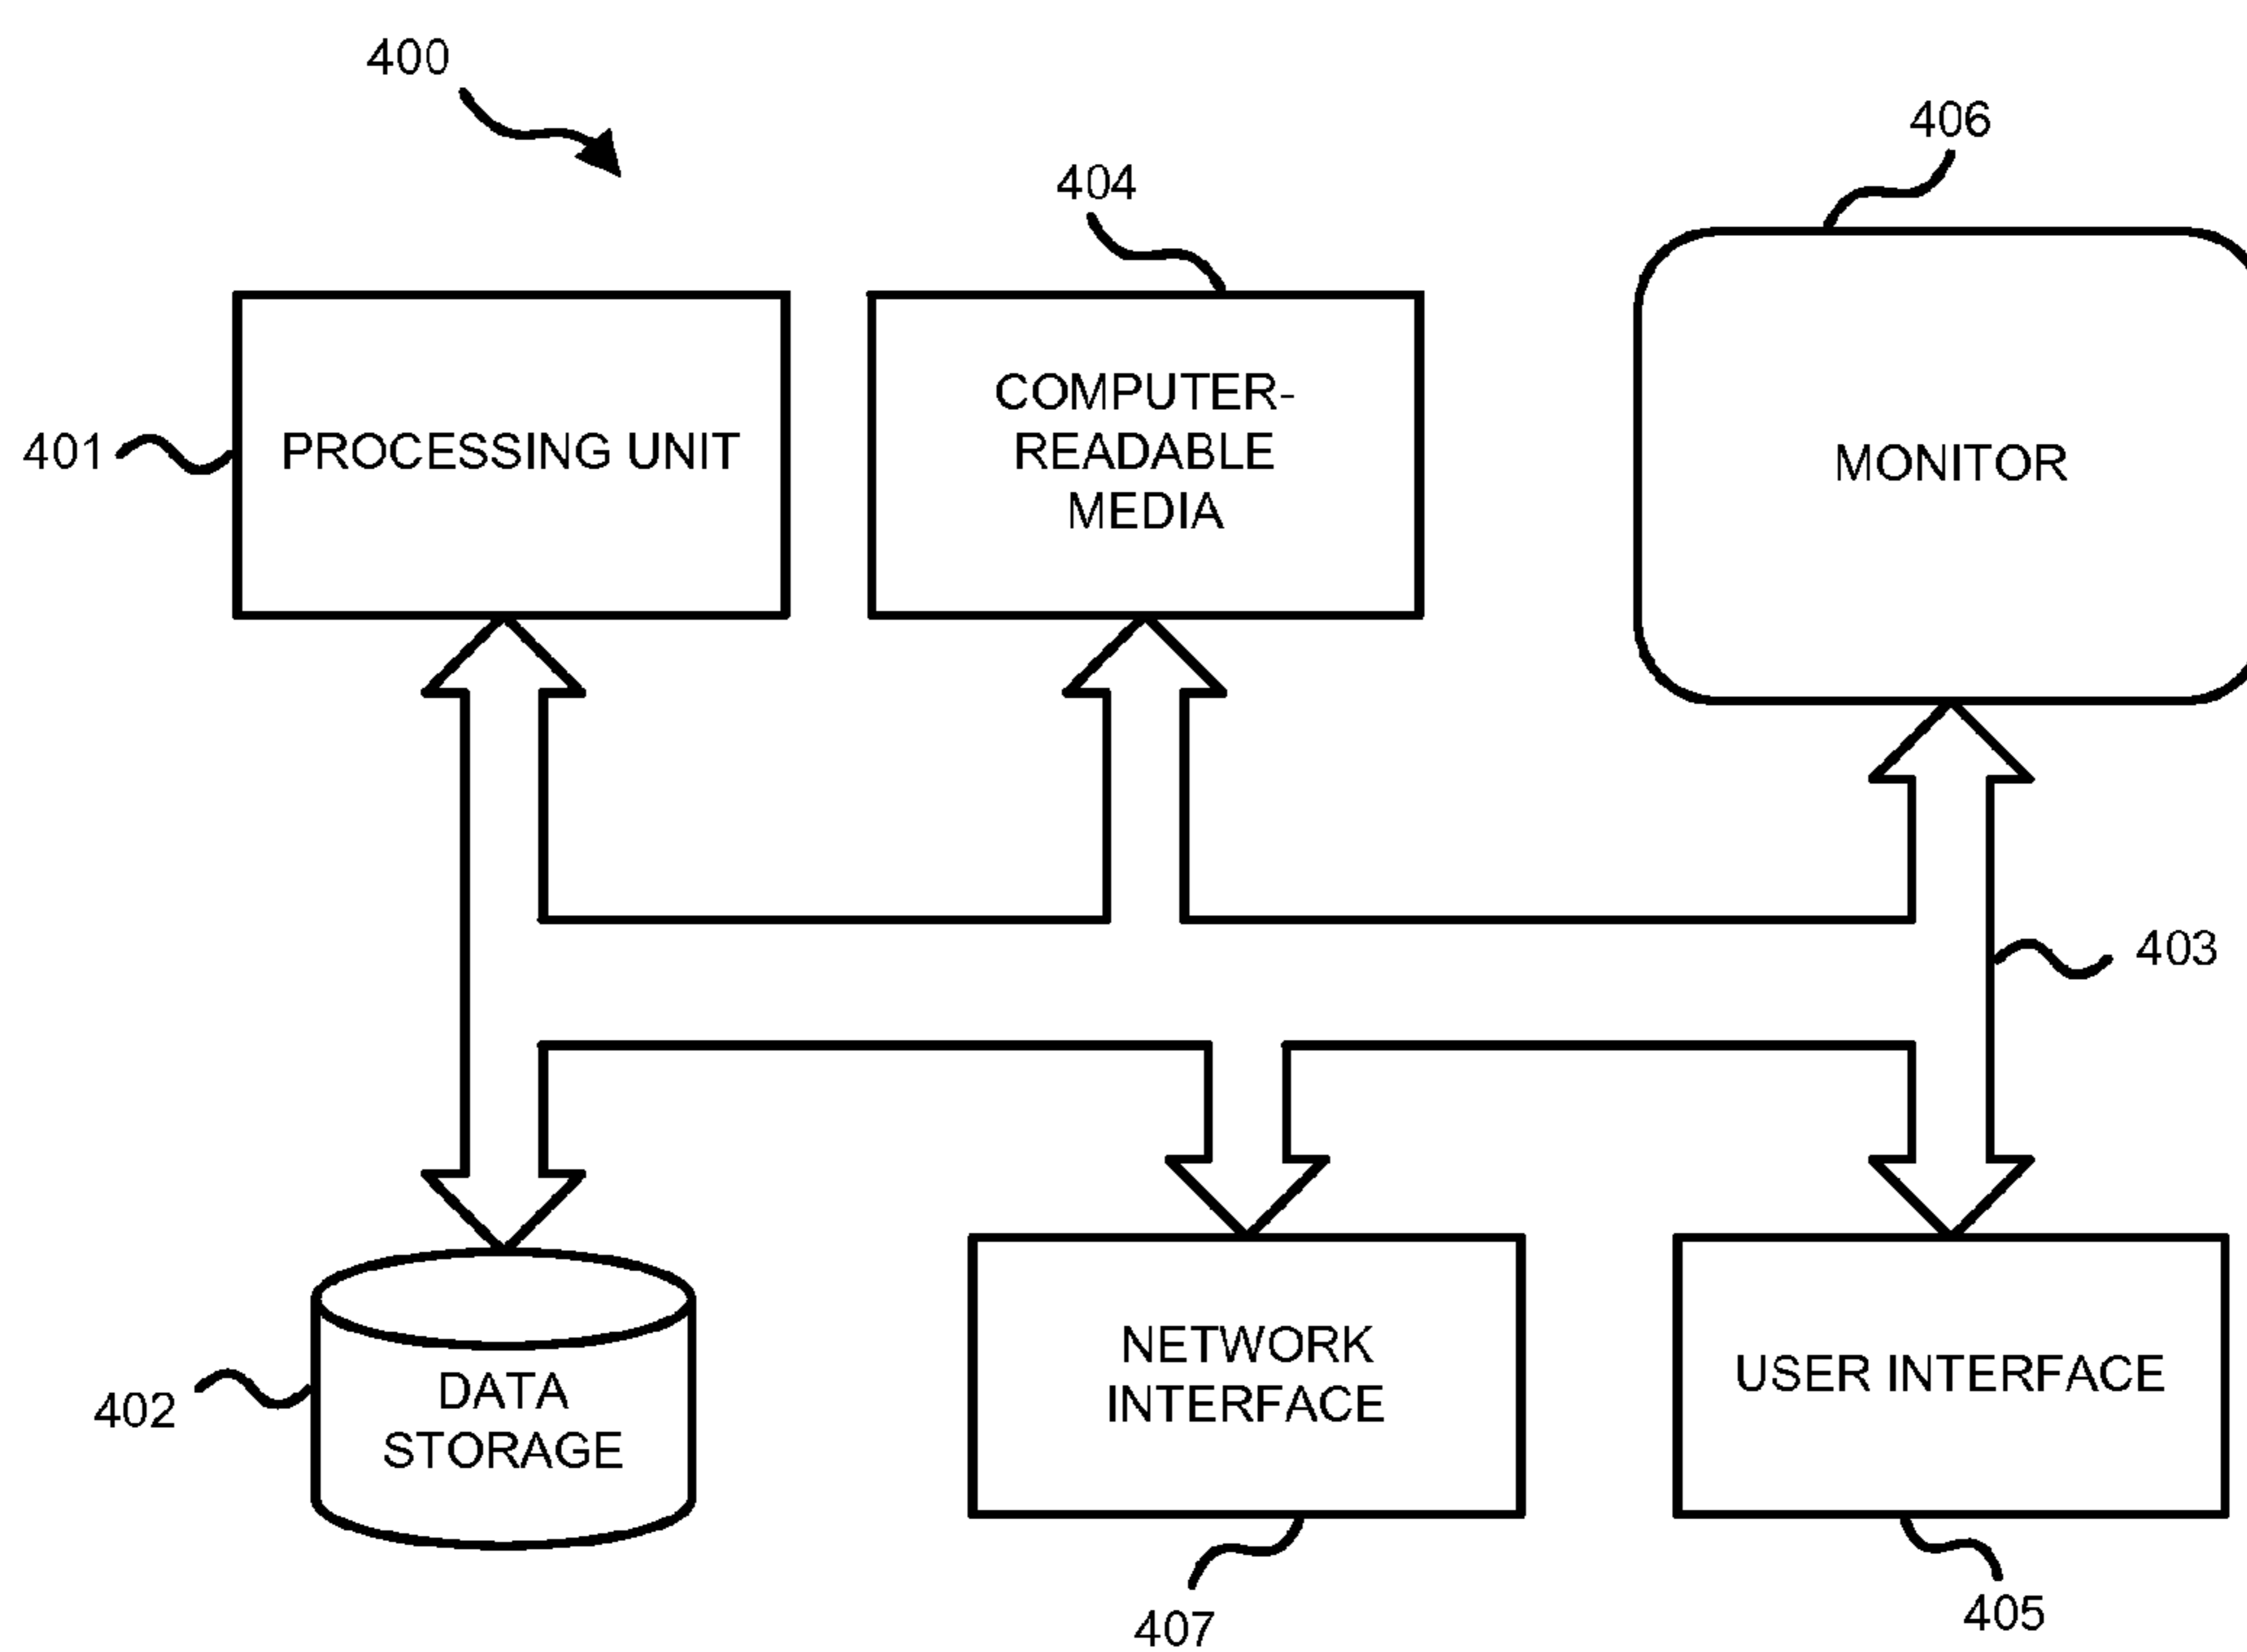 400
406
404
COMPUTER-
READABLE
MEDIA
401
PROCESSING UNIT
MONITOR
403
402
DATA
STORAGE
NETWORK
INTERFACE
USER INTERFACE
407
405